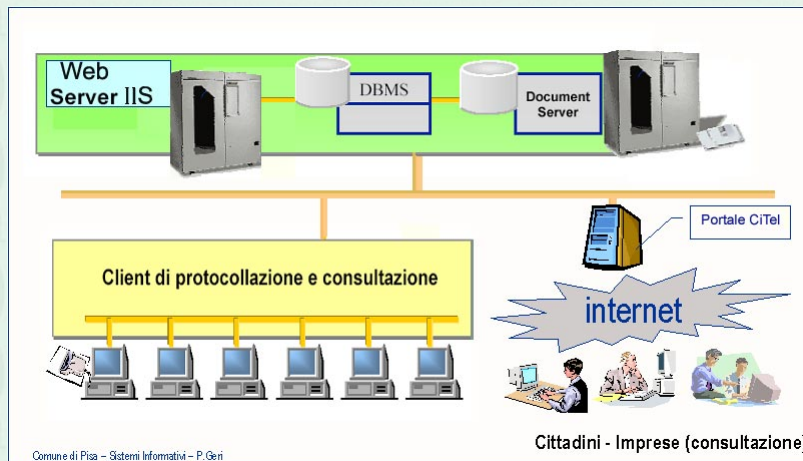 Web
Server IIS
DBMS
Document
Server
Portale CiTel
Client di protocollazione e consultazione
internet
Cittadini - Imprese (consultazione)
Comune di Pisa – Sistemi Informativi – P.Geri